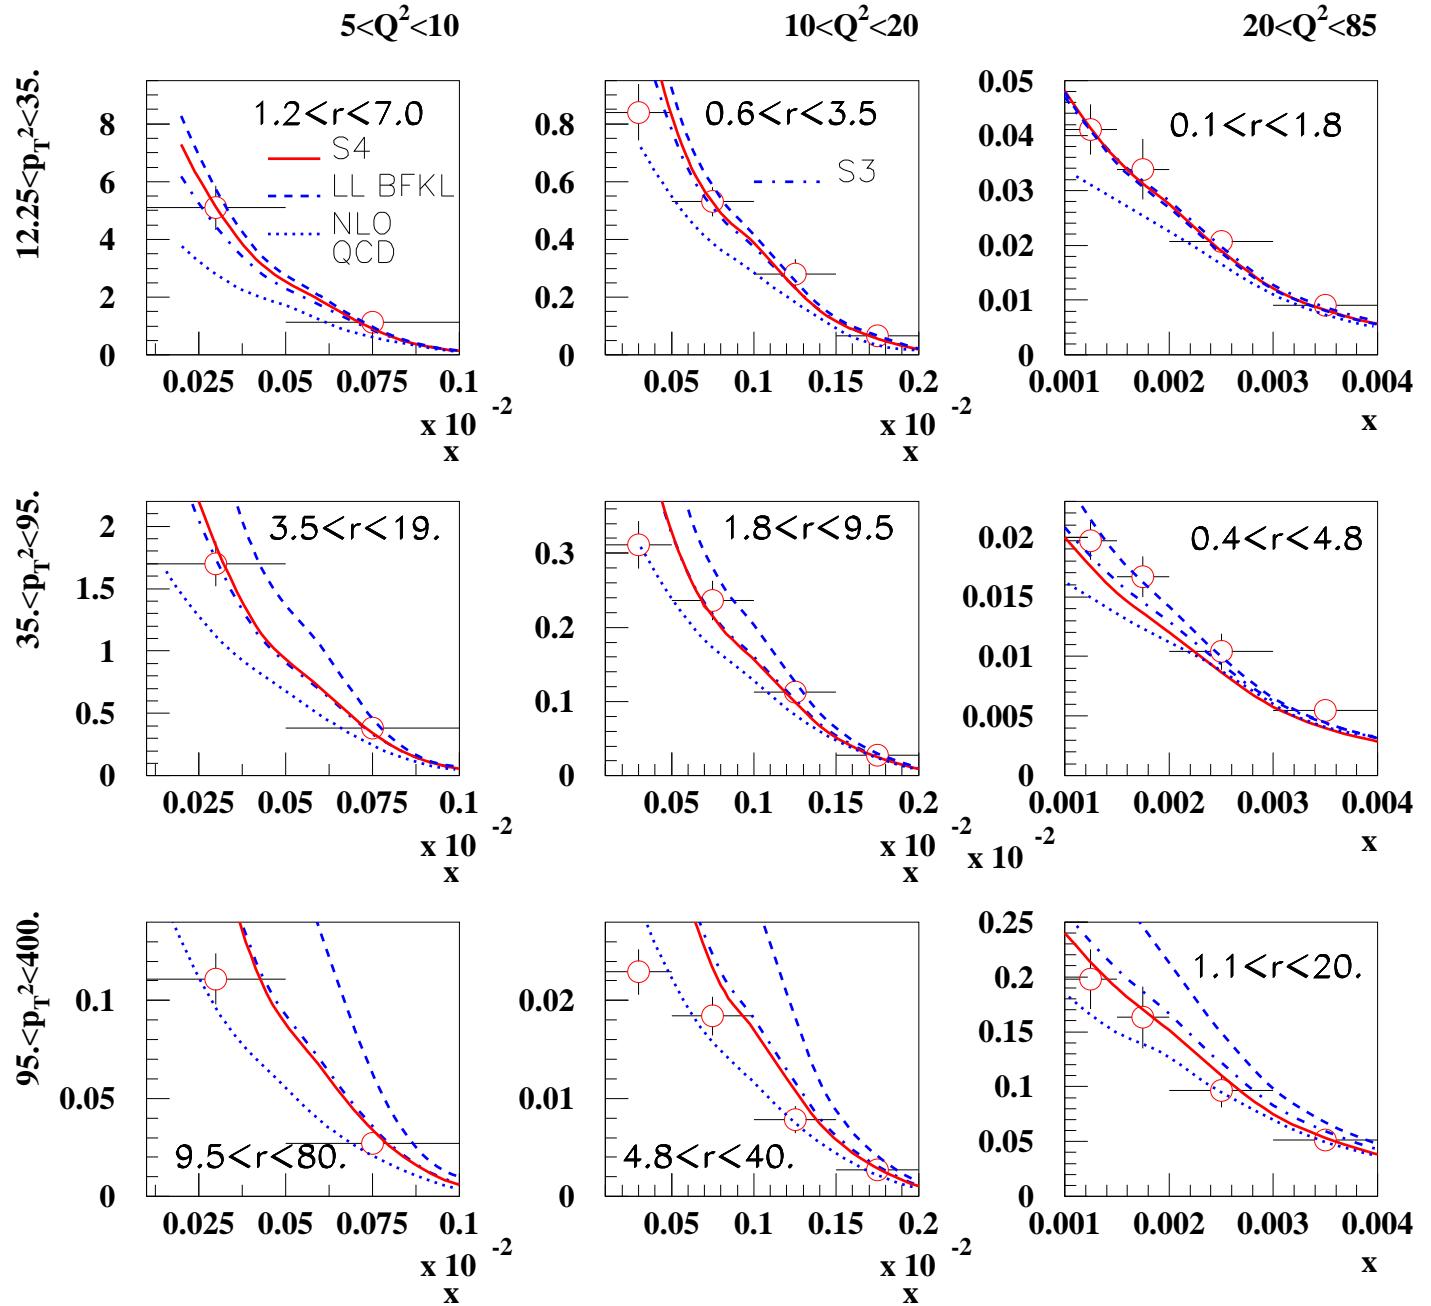 5<Q²<10
10<Q²<20
20<Q²<85
12.25<p_T²<35.
1.2<r<7.0
S4
LL BFKL
NLO
QCD
8
6
4
2
0
0.025 0.05 0.075 0.1
x 10⁻²
x
0.6<r<3.5
S3
0.8
0.6
0.4
0.2
0
0.05 0.1 0.15 0.2
x 10⁻²
x
0.1<r<1.8
0.05
0.04
0.03
0.02
0.01
0
0.001 0.002 0.003 0.004
x
35.<p_T²<95.
3.5<r<19.
2
1.5
1
0.5
0
0.025 0.05 0.075 0.1
x 10⁻²
x
1.8<r<9.5
0.3
0.2
0.1
0
0.05 0.1 0.15 0.2
x 10⁻²
x
0.4<r<4.8
0.02
0.015
0.01
0.005
0
0.001 0.002 0.003 0.004
x
95.<p_T²<400.
9.5<r<80.
0.1
0.05
0
0.025 0.05 0.075 0.1
x 10⁻²
x
4.8<r<40.
0.02
0.01
0
0.05 0.1 0.15 0.2
x 10⁻²
x
x 10⁻²
1.1<r<20.
0.25
0.2
0.15
0.1
0.05
0
0.001 0.002 0.003 0.004
x